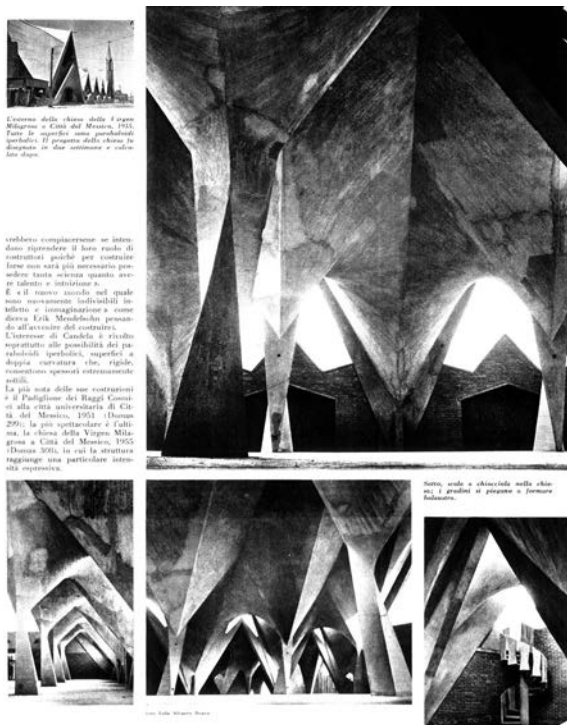 L'esterno della chiesa della Virgen
Milagrosa a Città del Messico, 1955.
Tutte le superfici sono paraboloidi
iperbolici. Il progetto della chiesa fu
disegnato in due settimane e calco-
lato dopo.
vrebbero compiacersene se inten-
dono riprendere il loro ruolo di
costruttori poiché per costruire
forse non sarà più necessario pos-
sedere tanta scienza quanto ave-
re talento e intuizione ».
È « il nuovo mondo nel quale
sono nuovamente indivisibili in-
telletto e immaginazione » come
diceva Erik Mendelsohn pensan-
do all'avvenire del costruirei.
L'interesse di Candela è rivolto
soprattutto alle possibilità dei pa-
raboloidi iperbolici, superfici a
doppia curvatura che, rigide,
consentono spessori estremamente
sottili.
La più nota delle sue costruzioni
è il Padiglione dei Raggi Cosmi-
ci alla città universitaria di Cit-
tà del Messico, 1951 (Domus
299); la più spettacolare è l'ulti-
ma, la chiesa della Virgen Mila-
grosa a Città del Messico, 1955
(Domus 308), in cui la struttura
raggiunge una particolare inten-
sità espressiva.
Sotto, scala a chiocciola nella chie-
sa; i gradini si piegano a formare
balaustra.